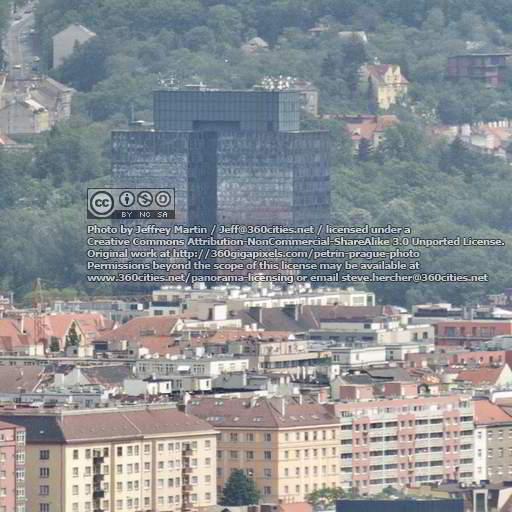 cc
BY NC SA
Photo by Jeffrey Martin / Jeff@360cities.net / licensed under a
Creative Commons Attribution-NonCommercial-ShareAlike 3.0 Unported License.
Original work at http://360gigapixels.com/petrin-prague-photo
Permissions beyond the scope of this license may be available at
www.360cities.net/panorama-licensing or email steve.hercher@360cities.net